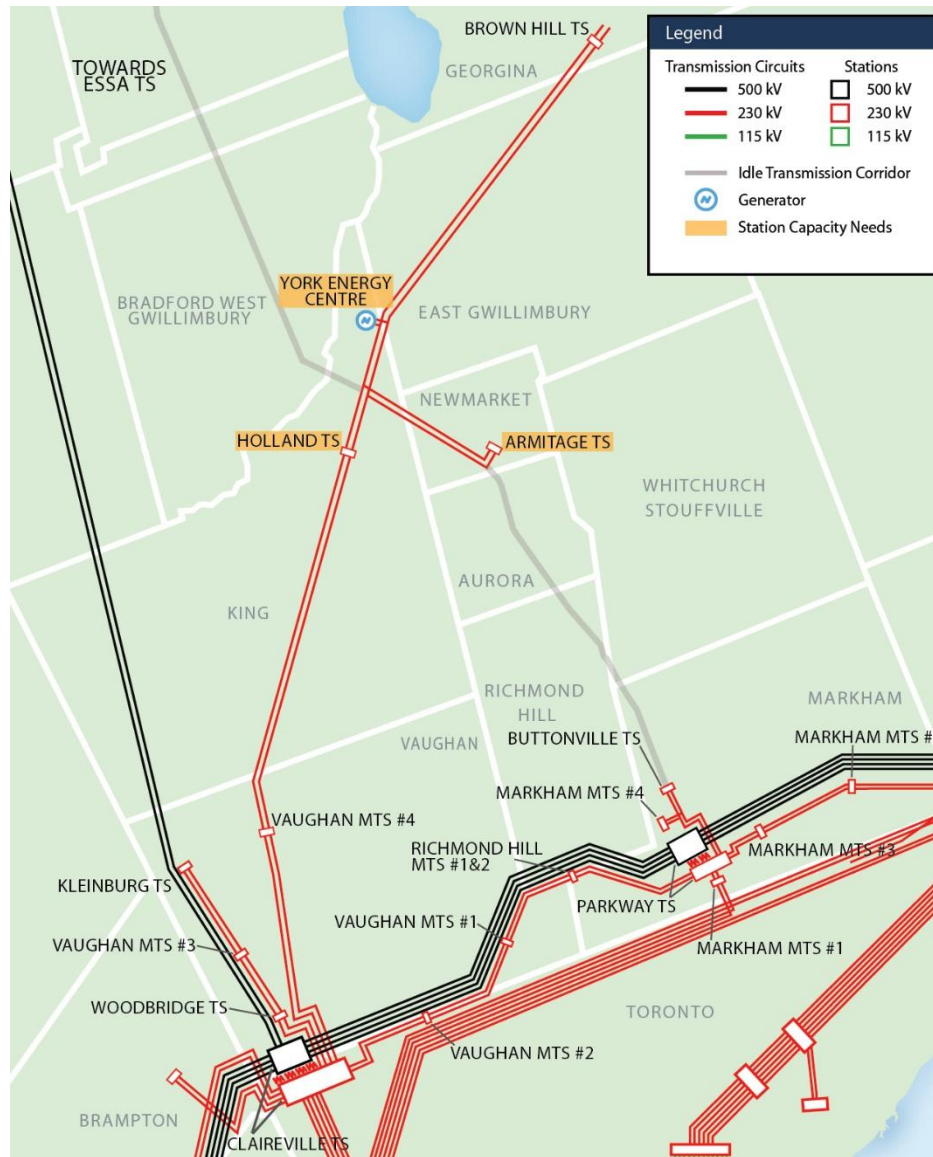 BROWN HILL TS
GEORGINA
TOWARDS
ESSA TS
Legend
Transmission Circuits
Stations
500 kV
500 kV
230 kV
230 kV
115 kV
115 kV
Idle Transmission Corridor
Generator
Station Capacity Needs
YORK ENERGY
CENTRE
BRADFORD WEST
GWILLIMBURY
EAST GWILLIMBURY
NEWMARKET
HOLLAND TS
ARMITAGE TS
WHITCHURCH
STOUFFVILLE
AURORA
KING
RICHMOND
HILL
MARKHAM
VAUGHAN
BUTTONVILLE TS
MARKHAM MTS #
MARKHAM MTS #4
VAUGHAN MTS #4
RICHMOND HILL
MTS #1&2
MARKHAM MTS #3
KLEINBURG TS
PARKWAY TS
VAUGHAN MTS #1
VAUGHAN MTS #3
MARKHAM MTS #1
WOODBRIDGE TS
TORONTO
VAUGHAN MTS #2
BRAMPTON
CLAIREVILLE TS